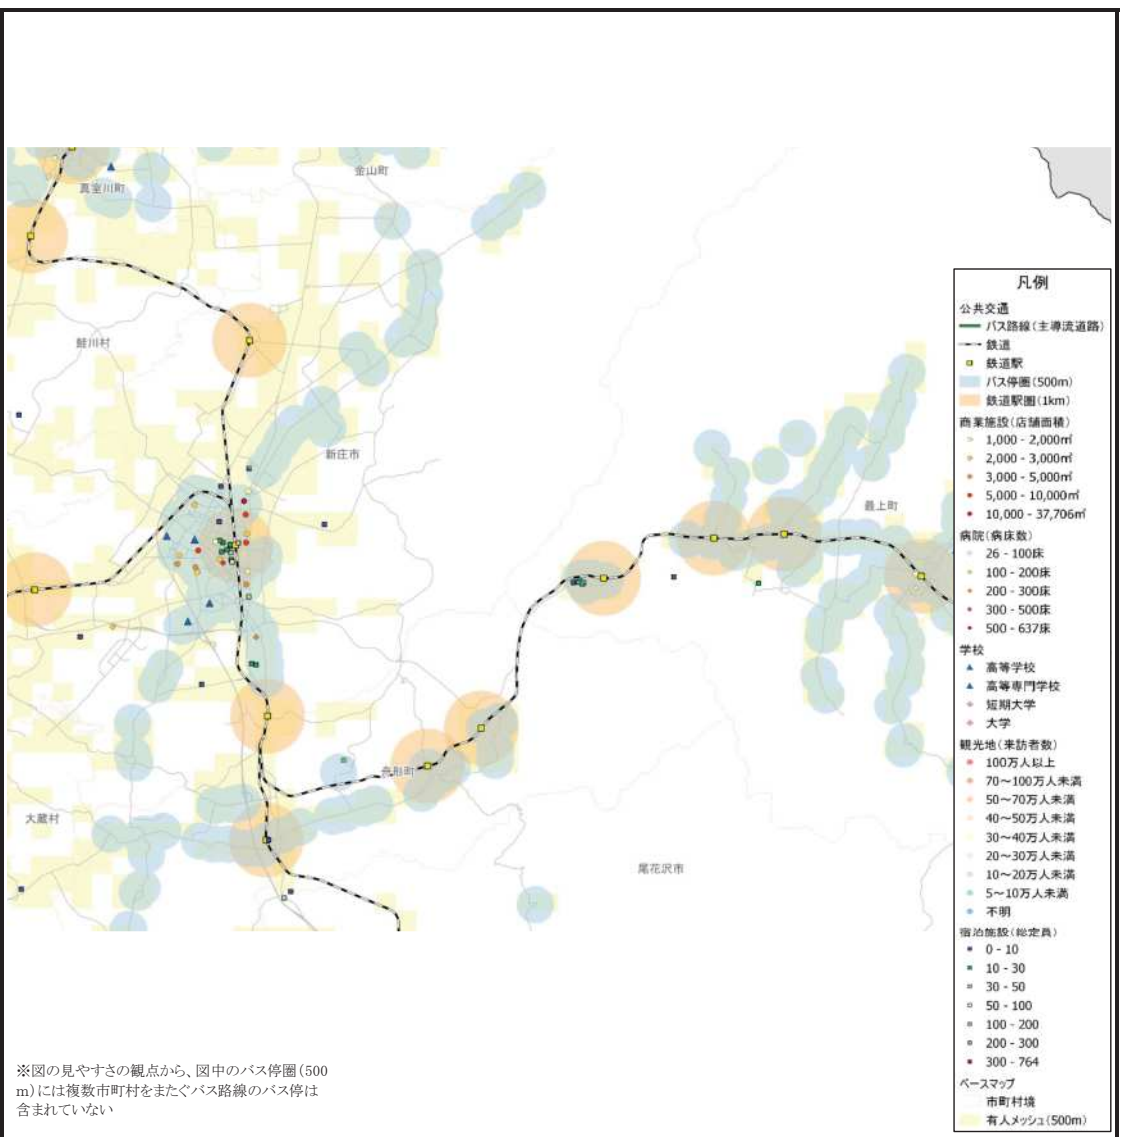 金山町
真室川町
鮭川村
新庄市
最上町
舟形町
大蔵村
尾花沢市
凡例
公共交通
バス路線(主導流道路)
鉄道
鉄道駅
バス停圏(500m)
鉄道駅圏(1km)
商業施設(店舗面積)
1,000 - 2,000㎡
2,000 - 3,000㎡
3,000 - 5,000㎡
5,000 - 10,000㎡
10,000 - 37,706㎡
病院(病床数)
26 - 100床
100 - 200床
200 - 300床
300 - 500床
500 - 637床
学校
高等学校
高等専門学校
短期大学
大学
観光地(来訪者数)
100万人以上
70～100万人未満
50～70万人未満
40～50万人未満
30～40万人未満
20～30万人未満
10～20万人未満
5～10万人未満
不明
宿泊施設(総定員)
0 - 10
10 - 30
30 - 50
50 - 100
100 - 200
200 - 300
300 - 764
ベースマップ
市町村境
有人メッシュ(500m)
※図の見やすさの観点から、図中のバス停圏(500
m)には複数市町村をまたぐバス路線のバス停は
含まれていない